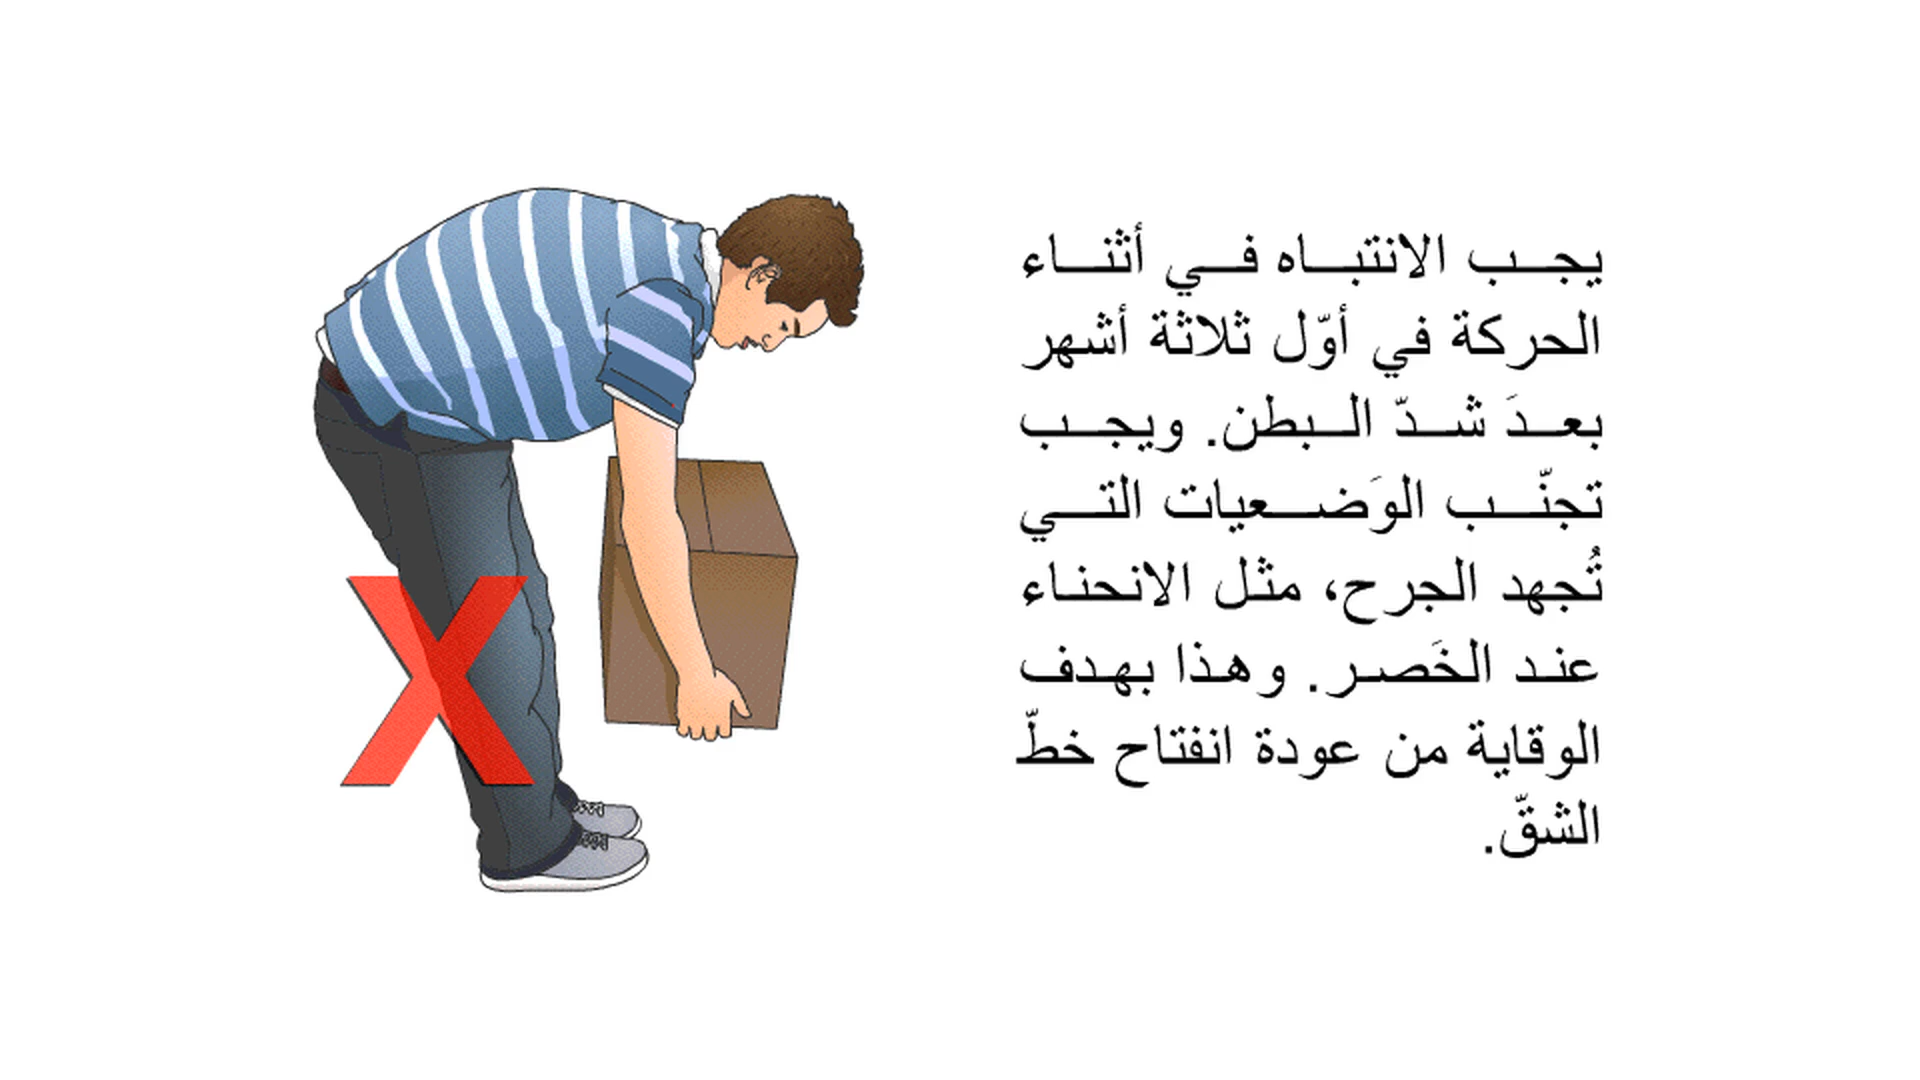 يجب الانتباه في أثناء
الحركة في أوّل ثلاثة أشهر
بعدَ شدّ البطن. ويجب
تجنّب الوَضعيات التي
تُجهد الجرح، مثل الانحناء
عند الخَصر. وهذا بهدف
الوقاية من عودة انفتاح خطّ
الشقّ.